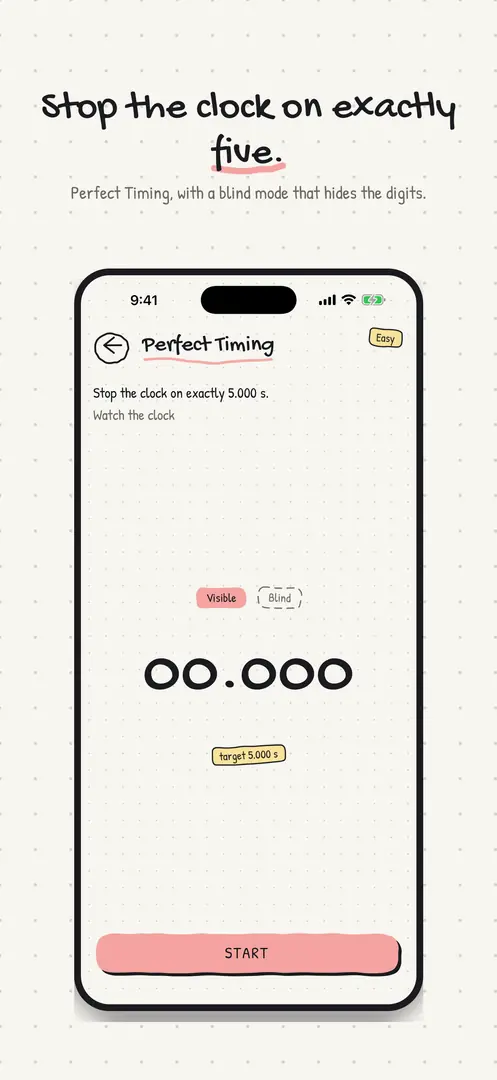 Stop the clock on exactly
five.
Perfect Timing, with a blind mode that hides the digits.
9:41
Perfect Timing
Easy
Stop the clock on exactly 5.000 s.
Watch the clock
Visible
Blind
00.000
target 5.000 s
START